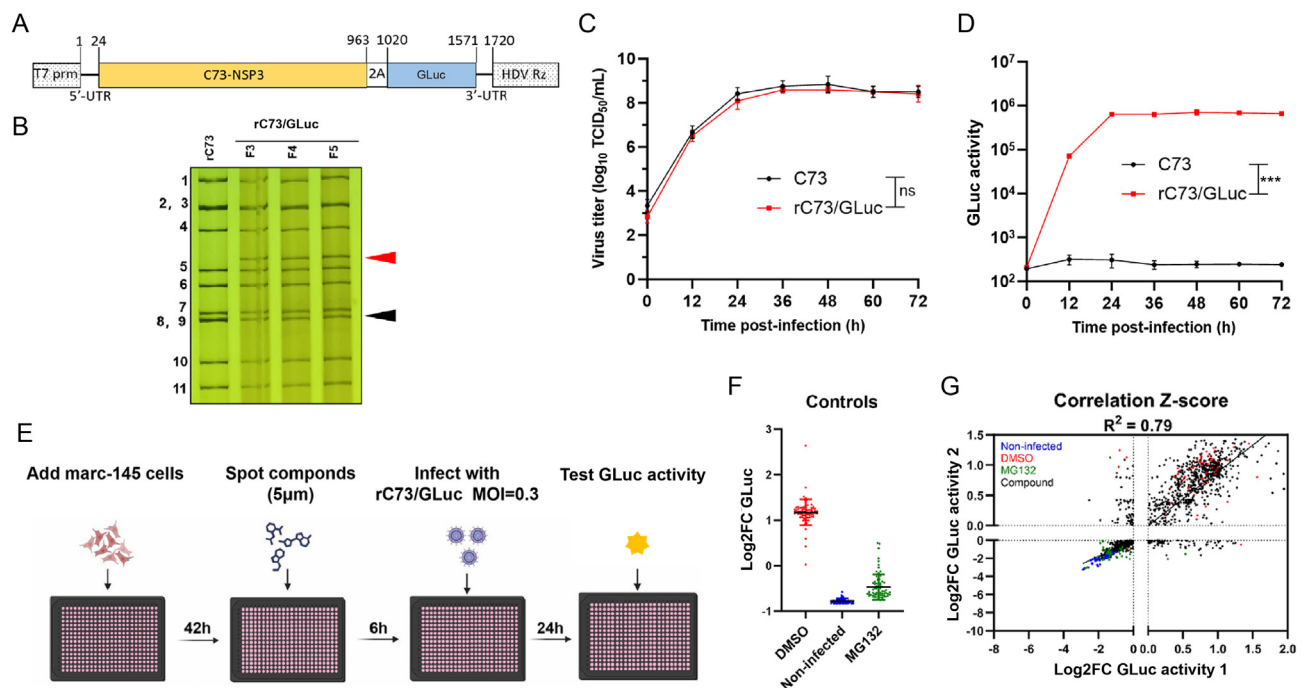 A
1 24 963 1020 1571 1720
T7 prm C73-NSP3 2A GLuc HDV Rz
5'-UTR 3'-UTR
B
rC73/GLuc
rC73 F3 F4 F5
1
2, 3
4
5
6
7
8, 9
10
11
C
Virus titer (log10 TCID50/mL)
10
8
6
4
2
0
C73
rC73/GLuc
ns
0 12 24 36 48 60 72
Time post-infection (h)
D
GLuc activity
10^7
10^6
10^5
10^4
10^3
10^2
C73
rC73/GLuc
***
0 12 24 36 48 60 72
Time post-infection (h)
E
Add marc-145 cells
Spot componds
(5μm)
Infect with
rC73/GLuc MOI=0.3
Test GLuc activity
42h 6h 24h
F
Controls
Log2FC GLuc
3
2
1
0
-1
DMSO Non-infected MG132
G
Correlation Z-score
R² = 0.79
Log2FC GLuc activity 2
1.5
1.0
0.5
0.0
0
-2
-4
-6
-8
-10
Non-infected
DMSO
MG132
Compound
-8 -6 -4 -2 0 0.0 0.5 1.0 1.5 2.0
Log2FC GLuc activity 1